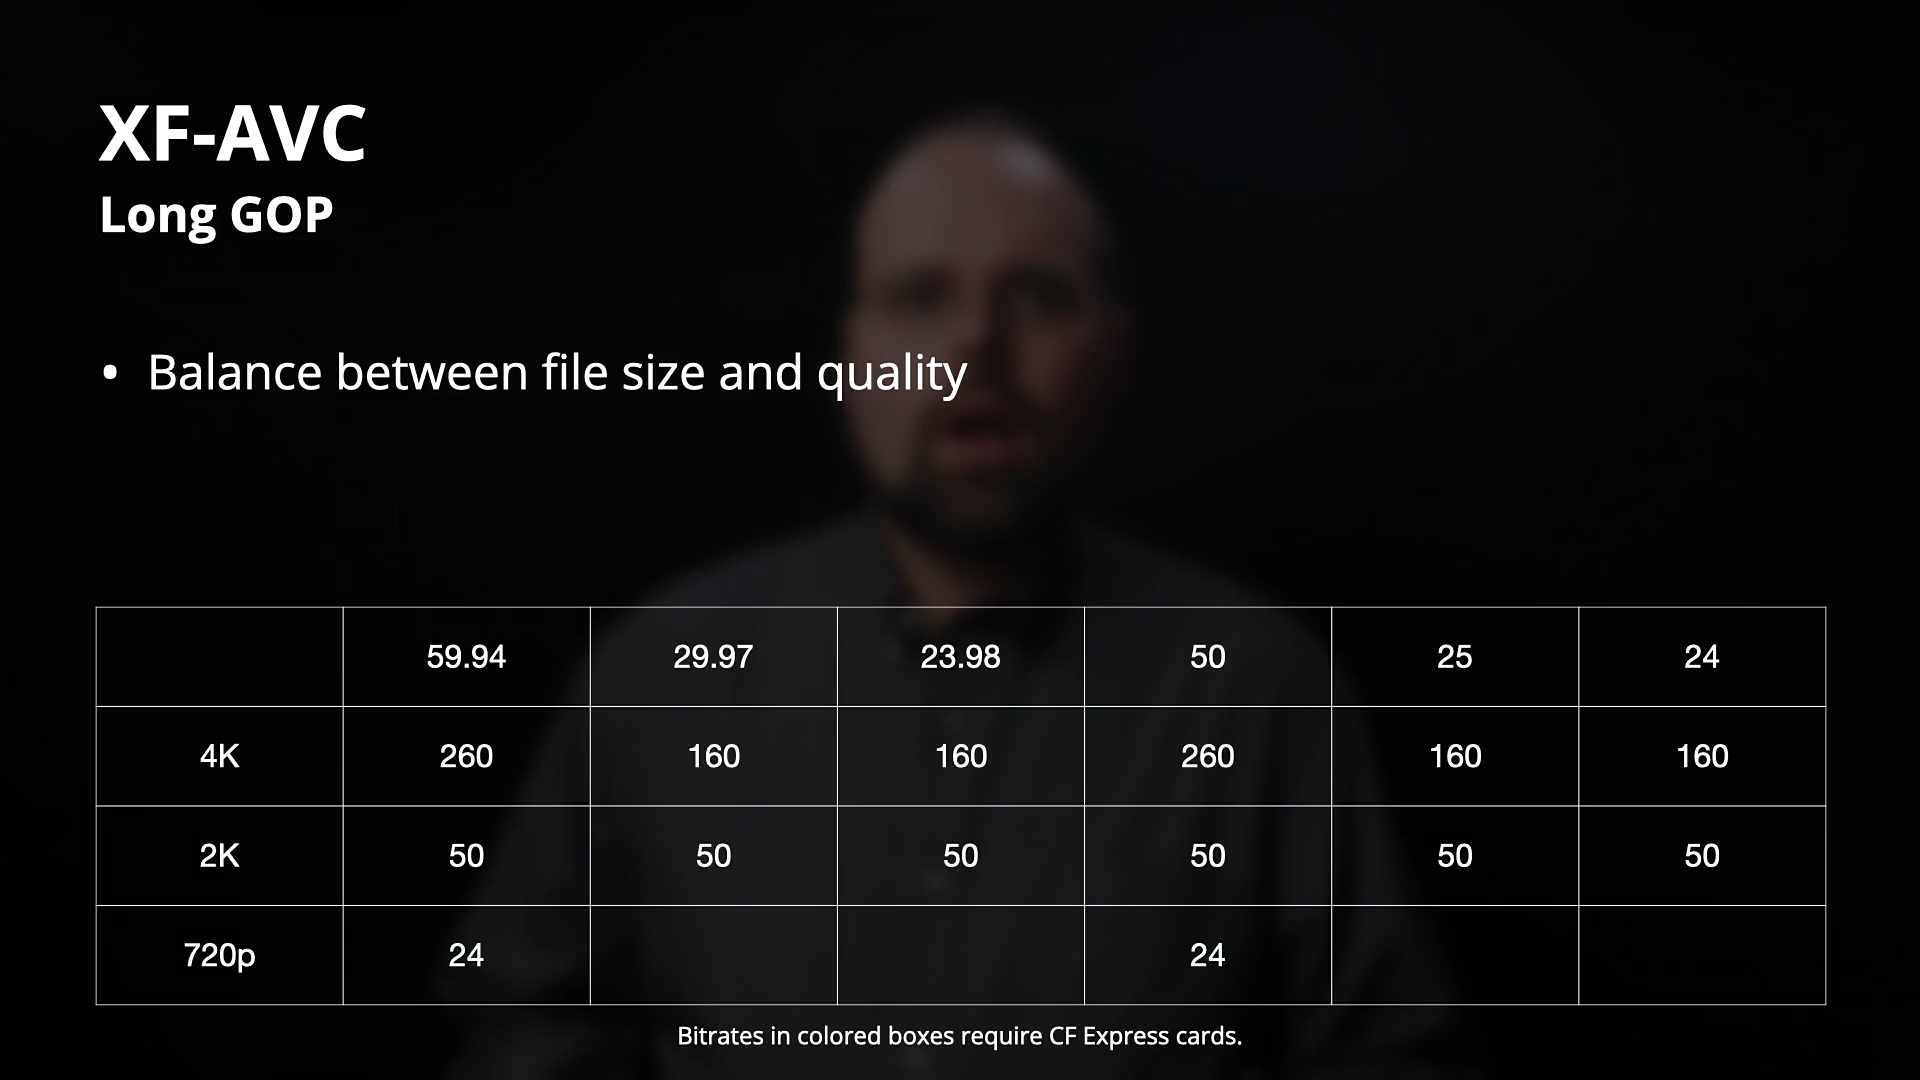 XF-AVC
Long GOP
• Balance between file size and quality
59.94 29.97 23.98 50 25 24
4K 260 160 160 260 160 160
2K 50 50 50 50 50 50
720p 24 24
Bitrates in colored boxes require CF Express cards.